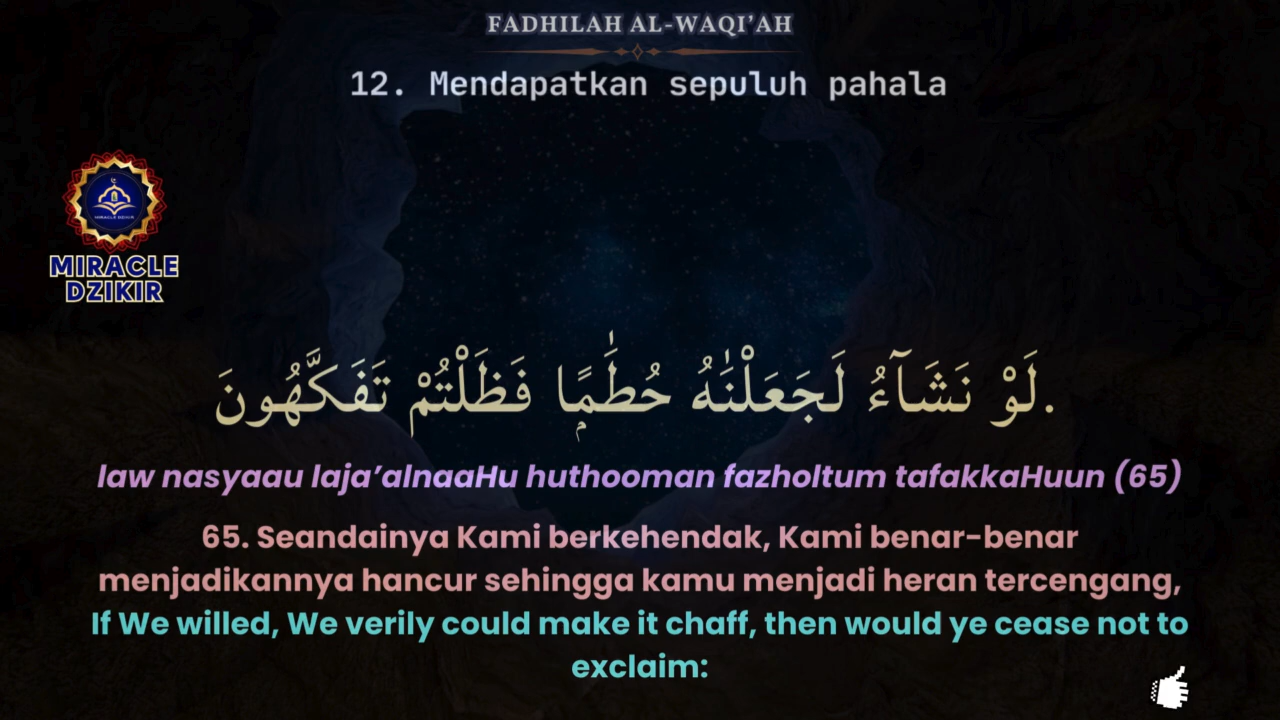 FADHILAH AL-WAQI’AH
12. Mendapatkan sepuluh pahala
MIRACLE DZIKIR
MIRACLE
DZIKIR
لَوْ نَشَآءُ لَجَعَلْنَٰهُ حُطَٰمًۭا فَظَلْتُمْ تَفَكَّهُونَ.
law nasyaau laja’alnaaHu huthooman fazholtum tafakkaHuun (65)
65. Seandainya Kami berkehendak, Kami benar-benar
menjadikannya hancur sehingga kamu menjadi heran tercengang,
If We willed, We verily could make it chaff, then would ye cease not to
exclaim: